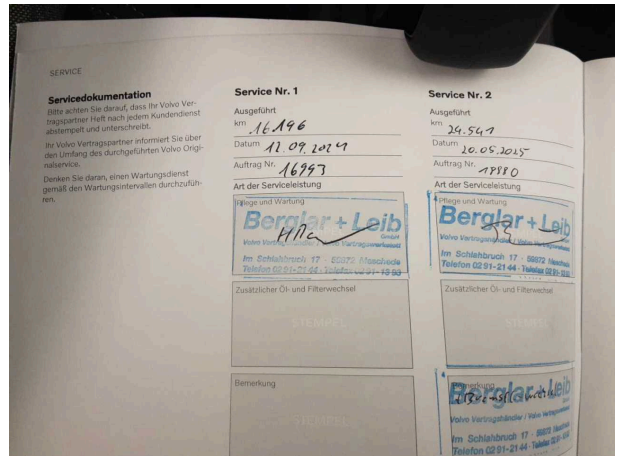 SERVICE
Servicedokumentation
Bitte achten Sie darauf, dass Ihr Volvo Ver-
tragspartner Heft nach jedem Kundendienst
abstempelt und unterschreibt.
Ihr Volvo Vertragspartner informiert Sie über
den Umfang des durchgeführten Volvo Origi-
nalservice.
Denken Sie daran, einen Wartungsdienst
gemäß den Wartungsintervallen durchzufüh-
ren.
Service Nr. 1
Ausgeführt
km 16.196
Datum 12.09.2024
Auftrag Nr. 16993
Art der Serviceleistung
Pflege und Wartung
Berglar + Leib
GmbH
Volvo Vertragshändler / Volvo Vertragswerkstatt
Im Schlahbruch 17 · 59872 Meschede
Telefon 02 91-21 44 · Telefax 02 91-13 93
Zusätzlicher Öl- und Filterwechsel
STEMPEL
Bemerkung
STEMPEL
Service Nr. 2
Ausgeführt
km 24.541
Datum 20.05.2025
Auftrag Nr. 17880
Art der Serviceleistung
Pflege und Wartung
Berglar + Leib
Volvo Vertragshändler / Volvo Vertragswerkstatt
Im Schlahbruch 17 · 59872 Meschede
Telefon 02 91-21 44 · Telefax 02 91-13 93
Zusätzlicher Öl- und Filterwechsel
STEMPEL
Bemerkung
Berglar + Leib
Volvo Vertragshändler / Volvo
Im Schlahbruch 17 · 59872 Meschede
Telefon 02 91-21 44 · Telefax